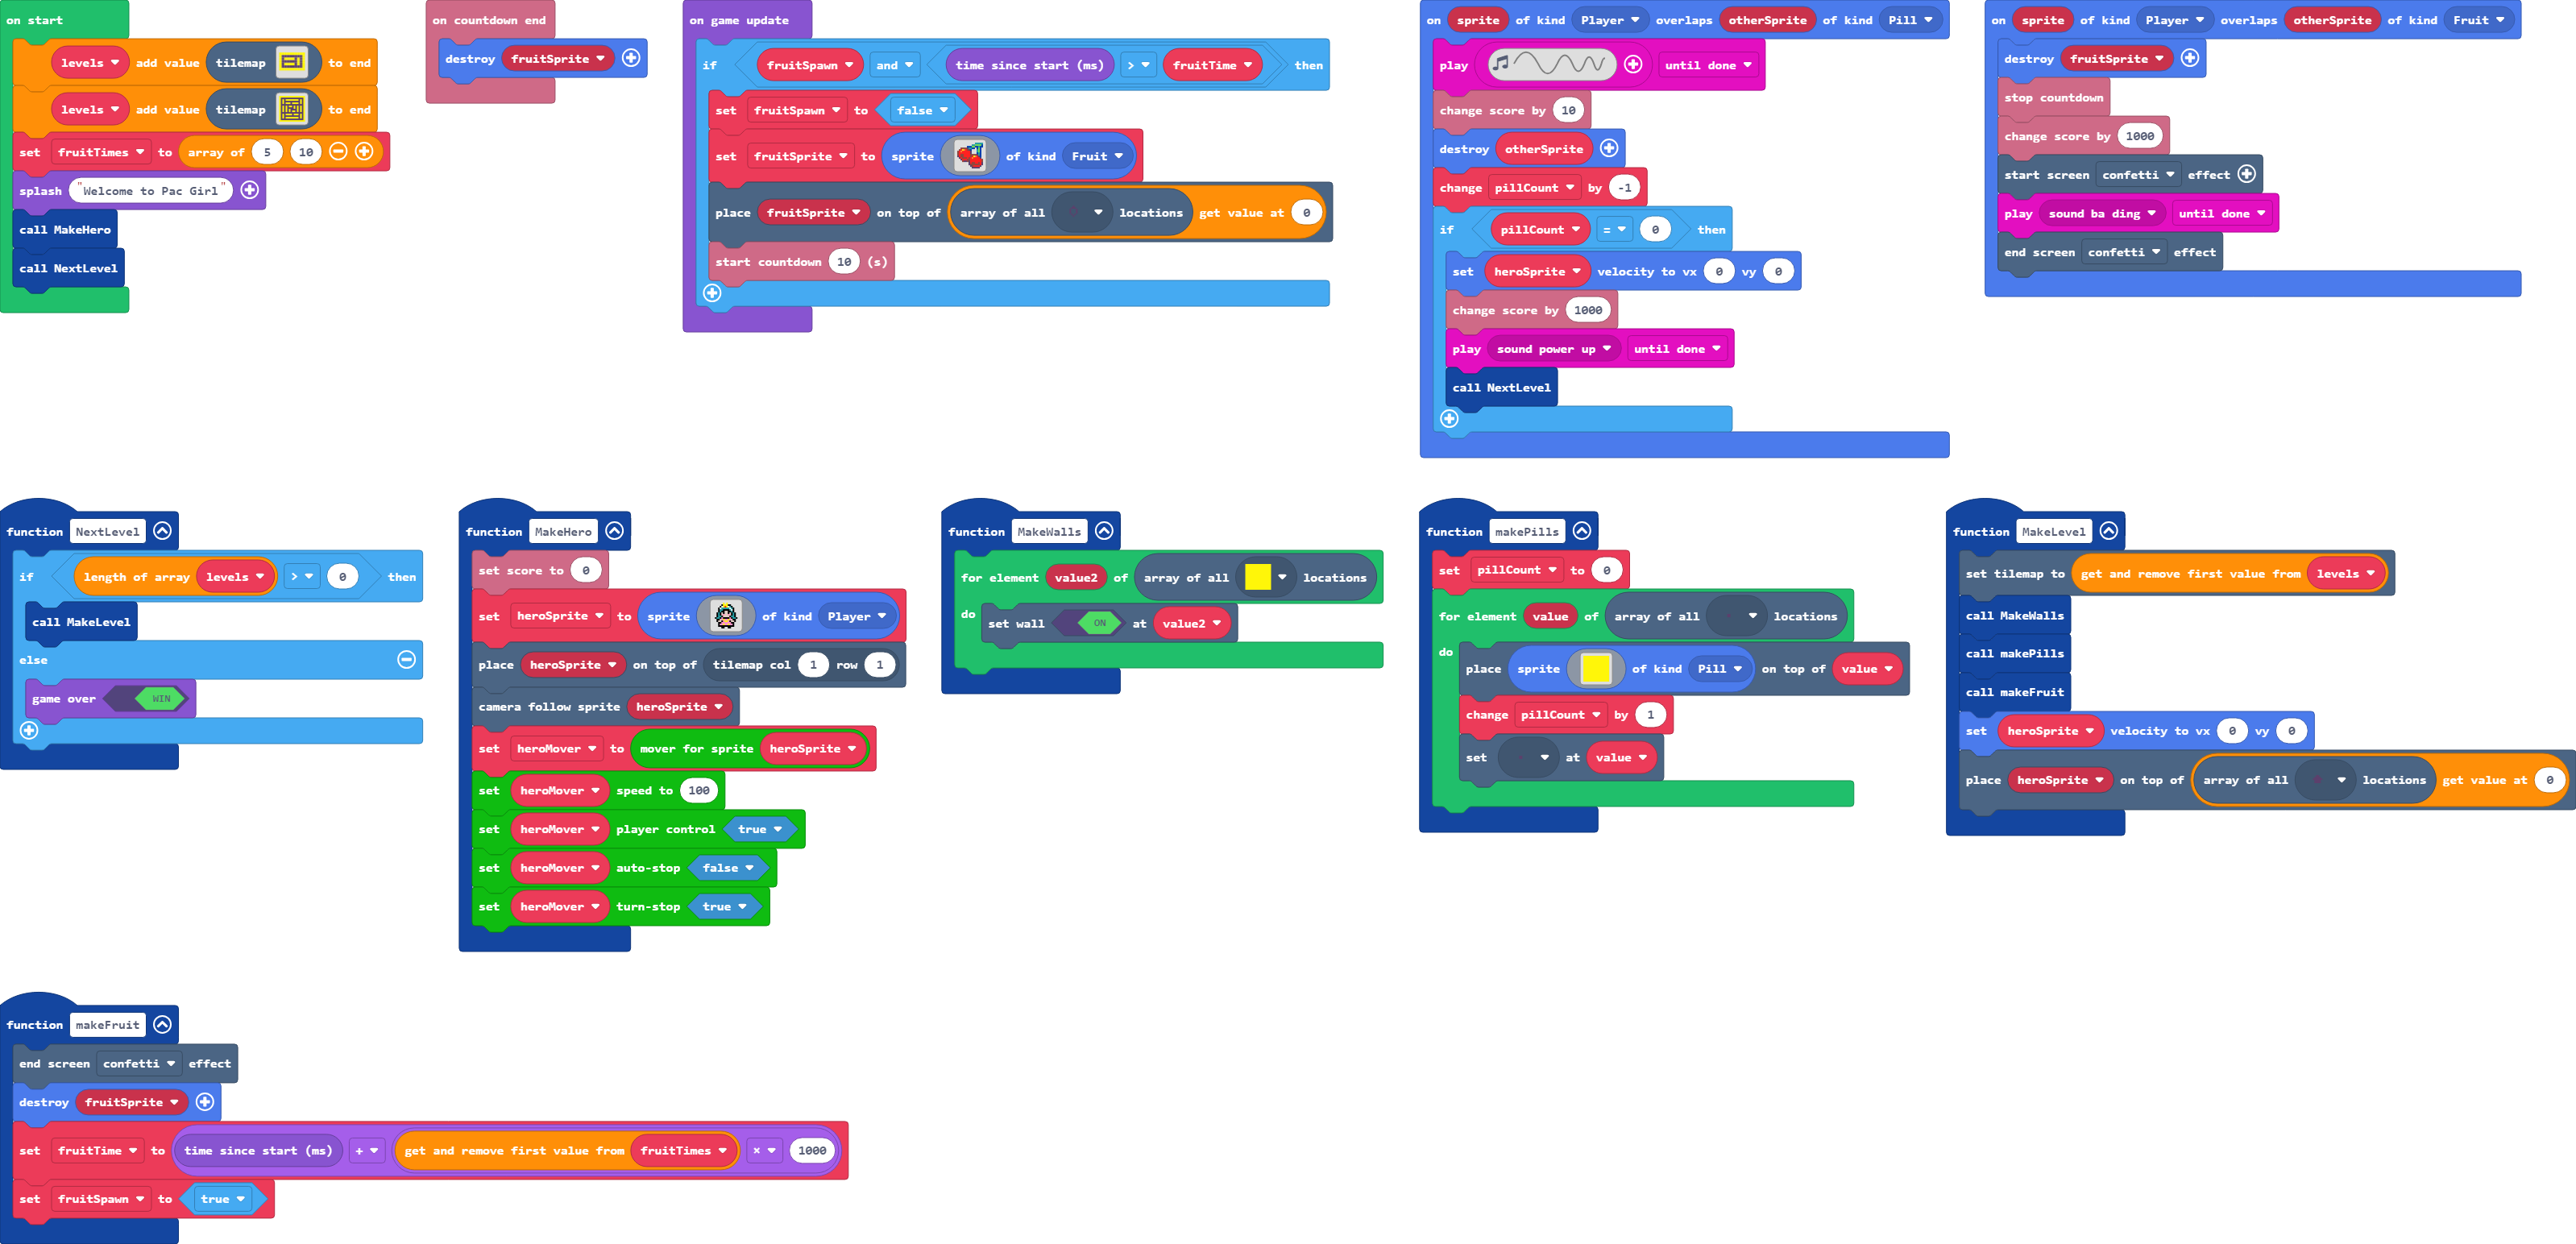 on start
levels add value tilemap to end
levels add value tilemap to end
set fruitTimes to array of 5 10
splash "Welcome to Pac Girl"
call MakeHero
call NextLevel
on countdown end
destroy fruitSprite
on game update
if fruitSpawn and time since start (ms) > fruitTime then
set fruitSpawn to false
set fruitSprite to sprite of kind Fruit
place fruitSprite on top of array of all locations get value at 0
start countdown 10 (s)
on sprite of kind Player overlaps otherSprite of kind Pill
play until done
change score by 10
destroy otherSprite
change pillCount by -1
if pillCount = 0 then
set heroSprite velocity to vx 0 vy 0
change score by 1000
play sound power up until done
call NextLevel
on sprite of kind Player overlaps otherSprite of kind Fruit
destroy fruitSprite
stop countdown
change score by 1000
start screen confetti effect
play sound ba ding until done
end screen confetti effect
function NextLevel
if length of array levels > 0 then
call MakeLevel
else
game over WIN
function MakeHero
set score to 0
set heroSprite to sprite of kind Player
place heroSprite on top of tilemap col 1 row 1
camera follow sprite heroSprite
set heroMover to mover for sprite heroSprite
set heroMover speed to 100
set heroMover player control true
set heroMover auto-stop false
set heroMover turn-stop true
function MakeWalls
for element value2 of array of all locations
do set wall ON at value2
function makePills
set pillCount to 0
for element value of array of all locations
do place sprite of kind Pill on top of value
change pillCount by 1
set at value
function MakeLevel
set tilemap to get and remove first value from levels
call MakeWalls
call makePills
call makeFruit
set heroSprite velocity to vx 0 vy 0
place heroSprite on top of array of all locations get value at 0
function makeFruit
end screen confetti effect
destroy fruitSprite
set fruitTime to time since start (ms) + get and remove first value from fruitTimes × 1000
set fruitSpawn to true